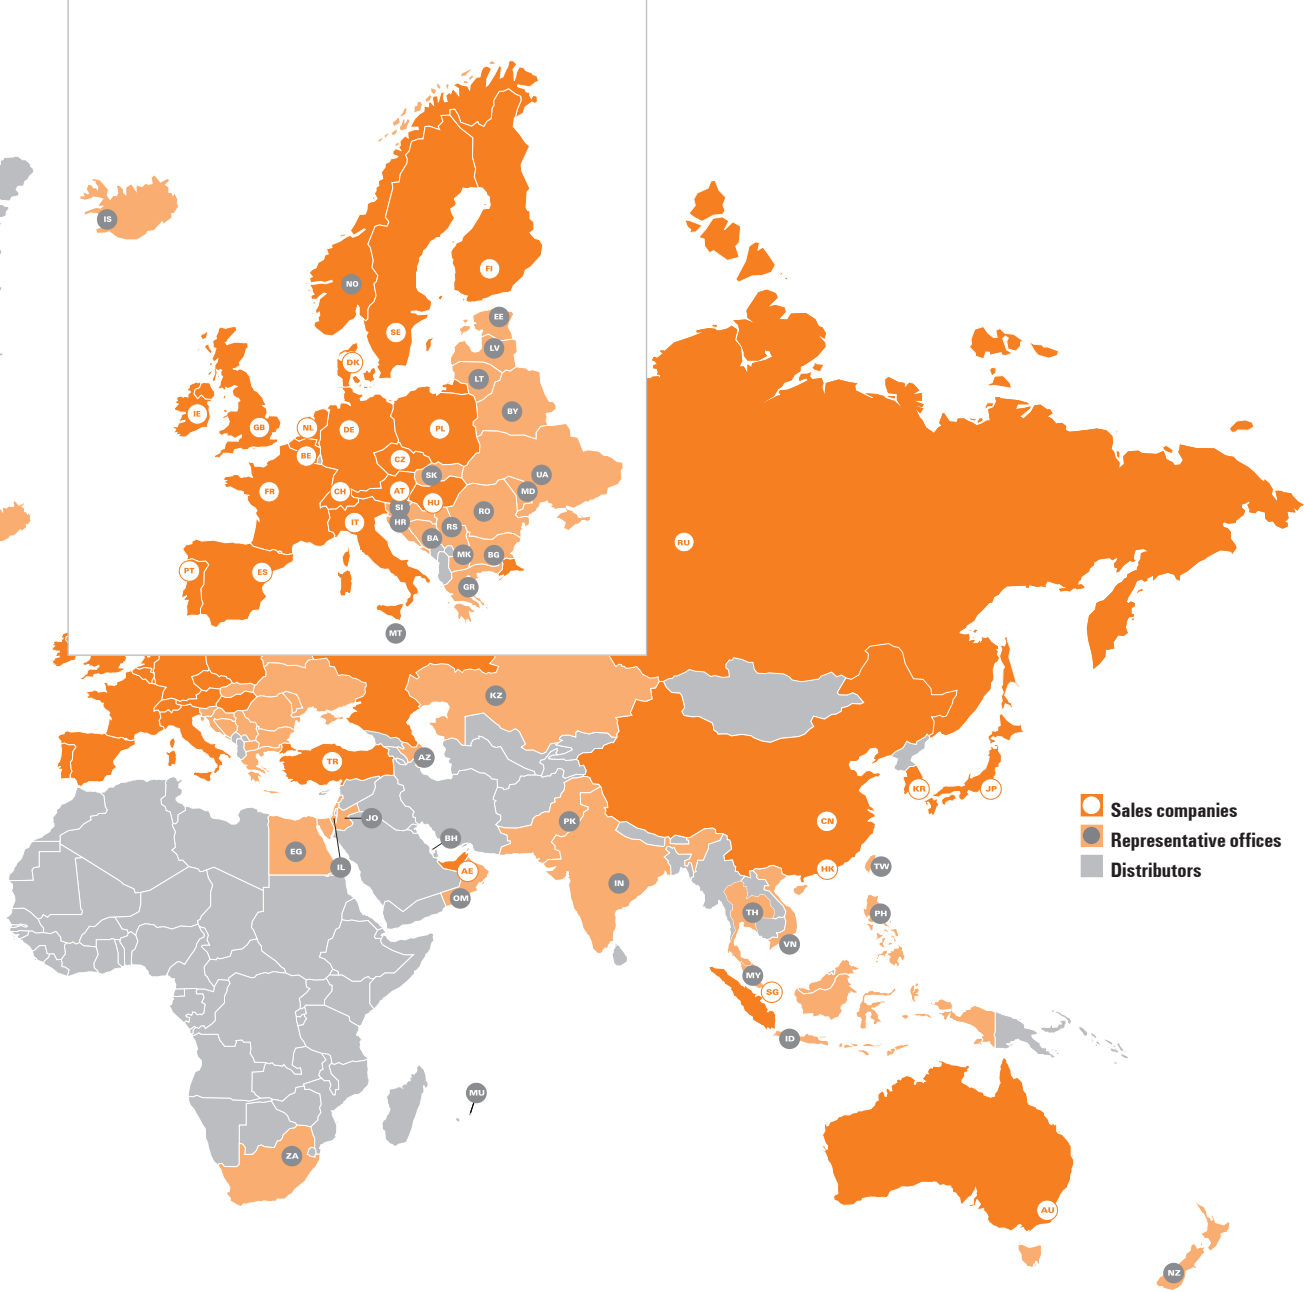 IS
FI
NO
EE
SE
LV
DK
LT
IE
BY
GB
NL
DE
PL
BE
CZ
SK
UA
FR
CH
AT
MD
HU
SI
RO
IT
HR
RS
BA
RU
MK
BG
PT
ES
GR
MT
KZ
AZ
TR
KR
JP
JO
PK
CN
Sales companies
BH
Representative offices
EG
IL
AE
HK
TW
Distributors
IN
OM
TH
PH
VN
MY
SG
ID
MU
ZA
AU
NZ